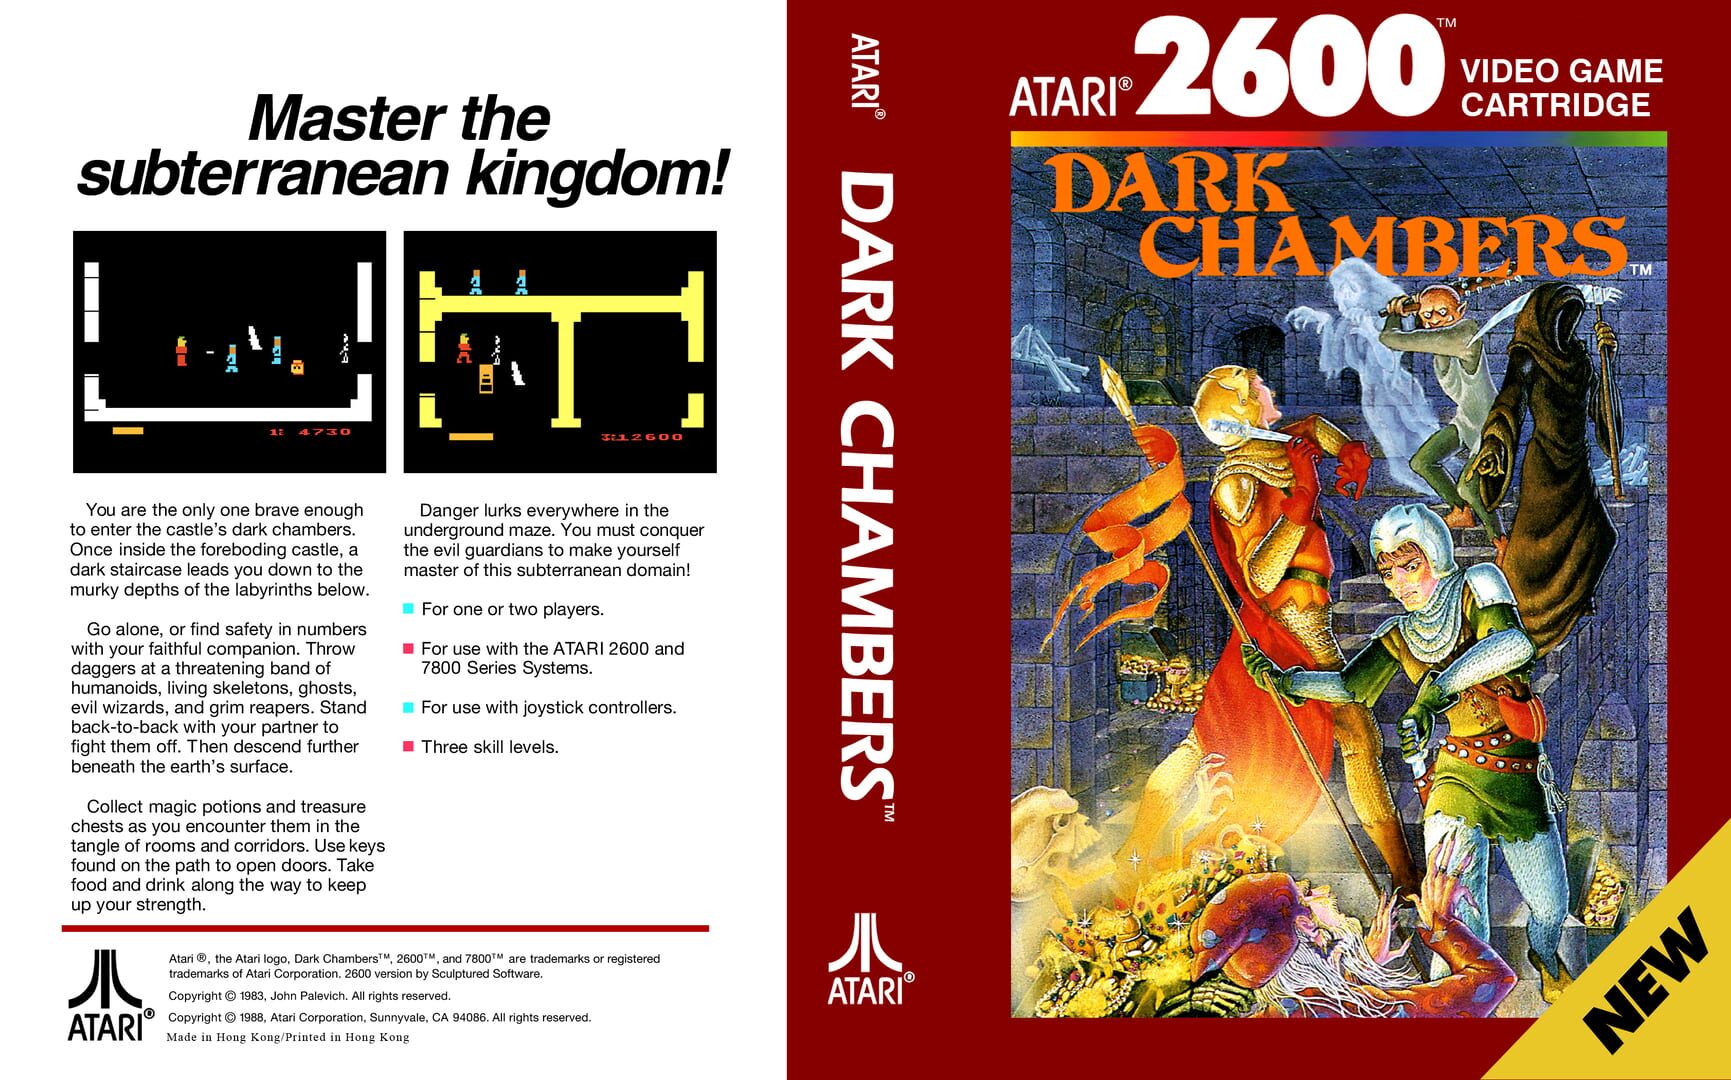 Master the
subterranean kingdom!
1: 4730
3:12600
You are the only one brave enough
to enter the castle's dark chambers.
Once inside the foreboding castle, a
dark staircase leads you down to the
murky depths of the labyrinths below.
Go alone, or find safety in numbers
with your faithful companion. Throw
daggers at a threatening band of
humanoids, living skeletons, ghosts,
evil wizards, and grim reapers. Stand
back-to-back with your partner to
fight them off. Then descend further
beneath the earth's surface.
Collect magic potions and treasure
chests as you encounter them in the
tangle of rooms and corridors. Use keys
found on the path to open doors. Take
food and drink along the way to keep
up your strength.
Danger lurks everywhere in the
underground maze. You must conquer
the evil guardians to make yourself
master of this subterranean domain!
For one or two players.
For use with the ATARI 2600 and
7800 Series Systems.
For use with joystick controllers.
Three skill levels.
ATARI®
Atari ®, the Atari logo, Dark Chambers™, 2600™, and 7800™ are trademarks or registered
trademarks of Atari Corporation. 2600 version by Sculptured Software.
Copyright © 1983, John Palevich. All rights reserved.
Copyright © 1988, Atari Corporation, Sunnyvale, CA 94086. All rights reserved.
Made in Hong Kong/Printed in Hong Kong
ATARI®
DARK CHAMBERS™
ATARI®
ATARI® 2600™ VIDEO GAME
CARTRIDGE
DARK
CHAMBERS™
NEW